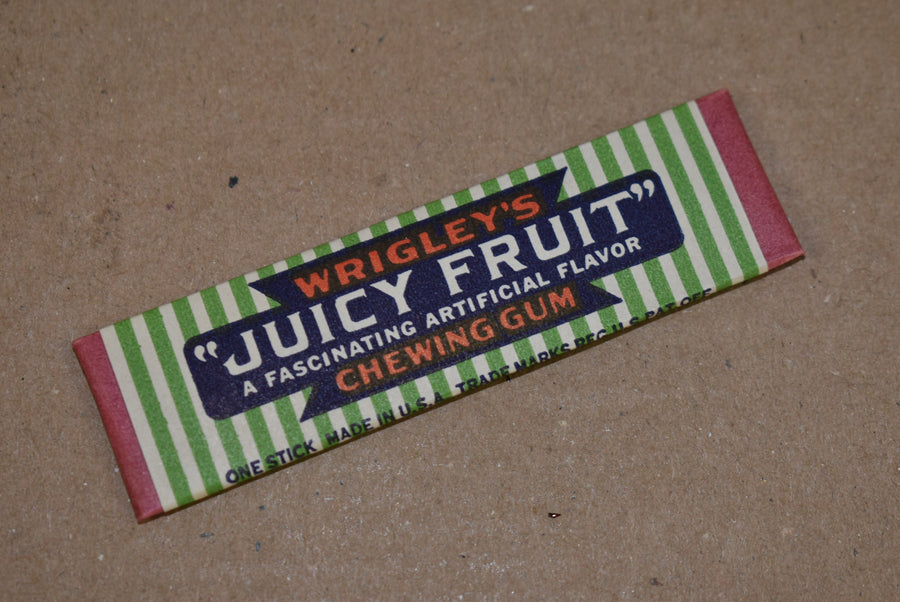 WRIGLEY'S
"JUICY FRUIT"
A FASCINATING ARTIFICIAL FLAVOR
CHEWING GUM
ONE STICK MADE IN U.S.A. TRADE MARKS REG.U.S.PAT.OFF.